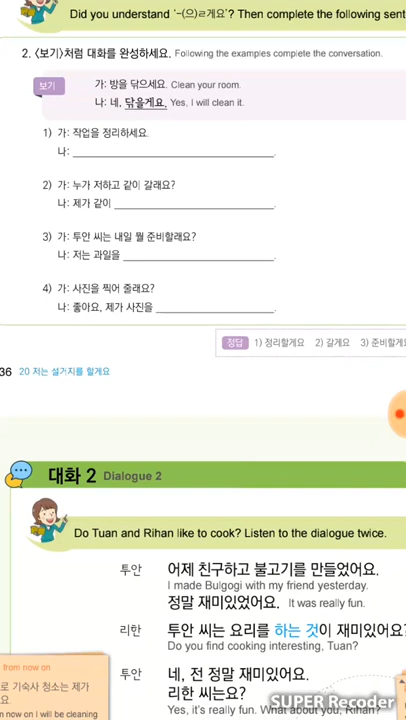 Did you understand '-(으)ㄹ게요'? Then complete the following sent
2. <보기>처럼 대화를 완성하세요. Following the examples complete the conversation.
보기
가: 방을 닦으세요. Clean your room.
나: 네, 닦을게요. Yes, I will clean it.
1) 가: 작업을 정리하세요.
나:
2) 가: 누가 저하고 같이 갈래요?
나: 제가 같이
3) 가: 투안 씨는 내일 뭘 준비할래요?
나: 저는 과일을
4) 가: 사진을 찍어 줄래요?
나: 좋아요, 제가 사진을
정답 1) 정리할게요 2) 갈게요 3) 준비할게요
36 20 저는 설거지를 할게요
대화 2 Dialogue 2
Do Tuan and Rihan like to cook? Listen to the dialogue twice.
투안 어제 친구하고 불고기를 만들었어요.
I made Bulgogi with my friend yesterday.
정말 재미있었어요. It was really fun.
리한 투안 씨는 요리를 하는 것이 재미있어요?
Do you find cooking interesting, Tuan?
투안 네, 전 정말 재미있어요.
리한 씨는요?
Yes, it's really fun. What about you, Rihan?
from now on
로 기숙사 청소는 제가
요
n now on I will be cleaning
SUPER Recorder